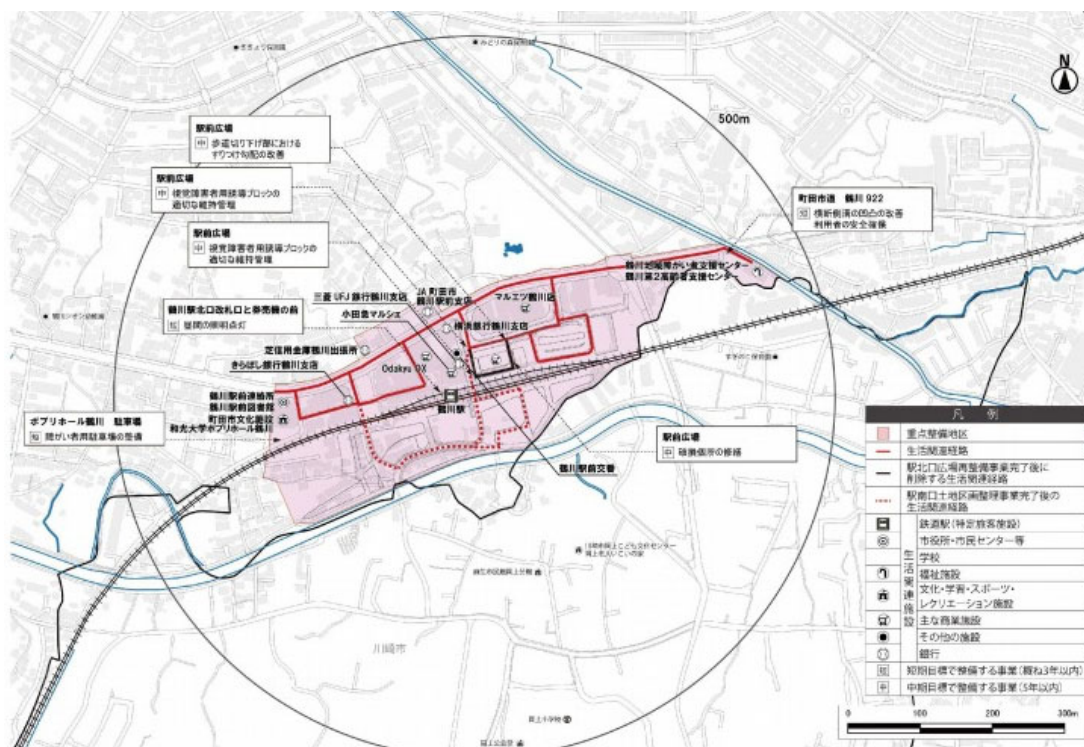 みどりの森保育園
N
500m
駅前広場
中 歩道切り下げ部における
すりつけ勾配の改善
駅前広場
中 視覚障害者用誘導ブロックの
適切な維持管理
駅前広場
中 視覚障害者用誘導ブロックの
適切な維持管理
町田市道 鶴川 922
短 横断側溝の凹凸の改善
利用者の安全確保
鶴川地域障がい者支援センター
鶴川第2高齢者支援センター
JA 町田市
鶴川駅前支店
マルエツ鶴川店
三菱 UFJ 銀行鶴川支店
鶴川駅北口改札口と券売機の前
短 昼間の照明点灯
小田急マルシェ
横浜銀行鶴川支店
芝信用金庫鶴川出張所
きらぼし銀行鶴川支店
Odakyu OX
鶴川駅前連絡所
鶴川駅前図書館
町田市文化施設
和光大学ポプリホール鶴川
鶴川駅
ポプリホール鶴川 駐車場
短 障がい者用駐車場の整備
駅前広場
中 破損個所の修繕
鶴川駅前交番
川崎市
岡上小学校
凡 例
重点整備地区
生活関連経路
駅北口広場再整備事業完了後に
削除する生活関連経路
駅南口土地区画整理事業完了後の
生活関連経路
生活関連施設
鉄道駅(特定旅客施設)
市役所・市民センター等
学校
福祉施設
文化・学習・スポーツ・
レクリエーション施設
主な商業施設
その他の施設
銀行
短 短期目標で整備する事業(概ね3年以内)
中 中期目標で整備する事業(5年以内)
0 100 200 300m